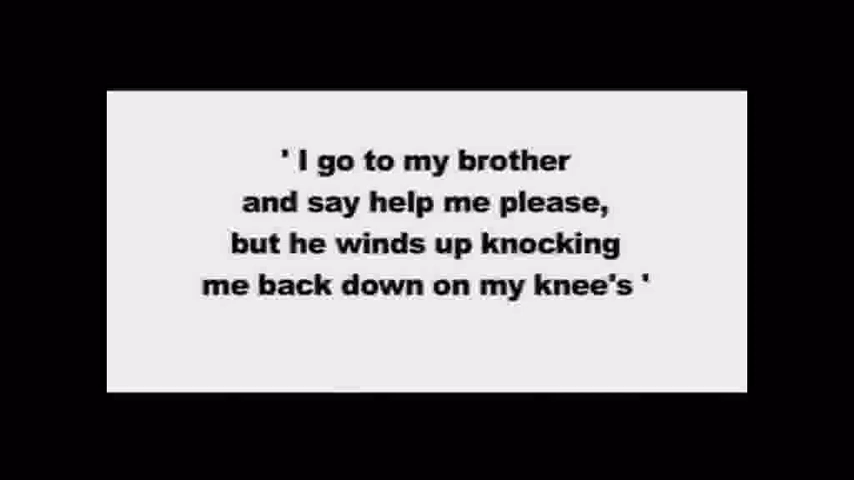 ' I go to my brother
and say help me please,
but he winds up knocking
me back down on my knee's '